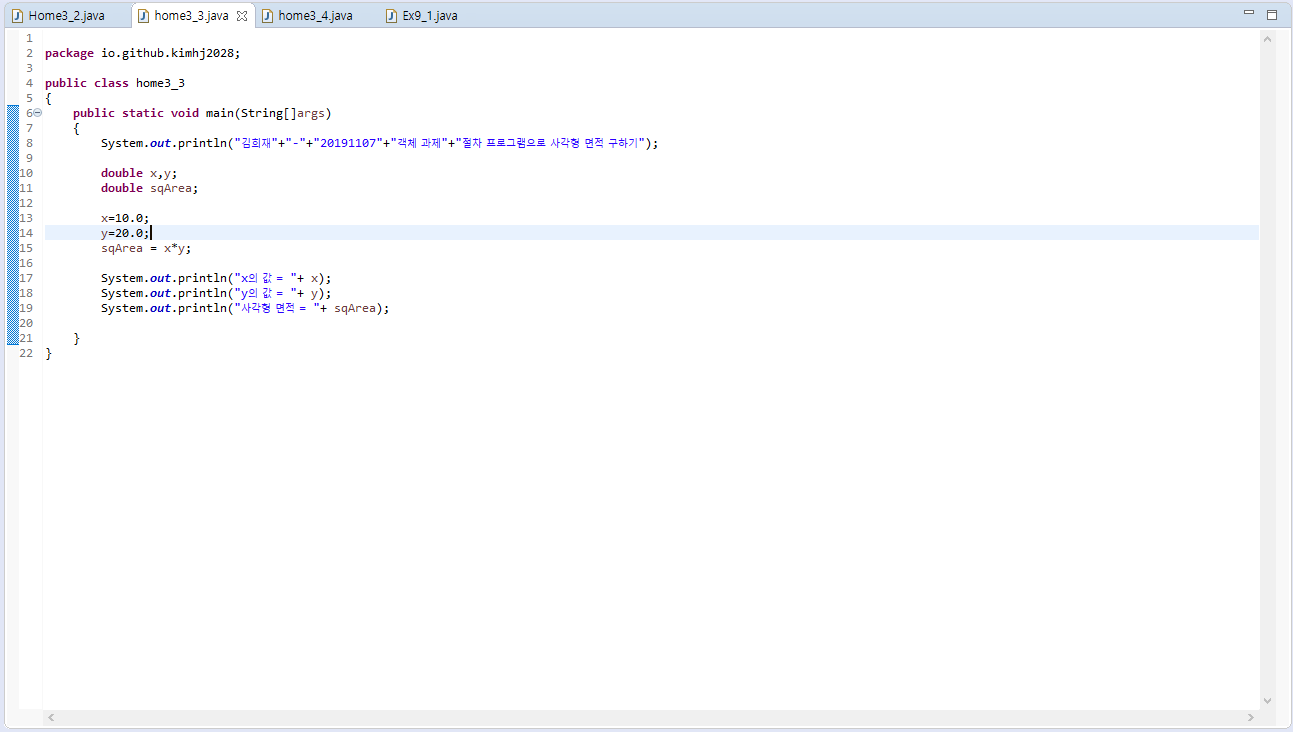 Home3_2.java home3_3.java home3_4.java Ex9_1.java
1
2 package io.github.kimhj2028;
3
4 public class home3_3
5 {
6 public static void main(String[]args)
7 {
8 System.out.println("김희재"+"-"+"20191107"+"객체 과제"+"절차 프로그램으로 사각형 면적 구하기");
9
10 double x,y;
11 double sqArea;
12
13 x=10.0;
14 y=20.0;
15 sqArea = x*y;
16
17 System.out.println("x의 값 = "+ x);
18 System.out.println("y의 값 = "+ y);
19 System.out.println("사각형 면적 = "+ sqArea);
20
21 }
22 }